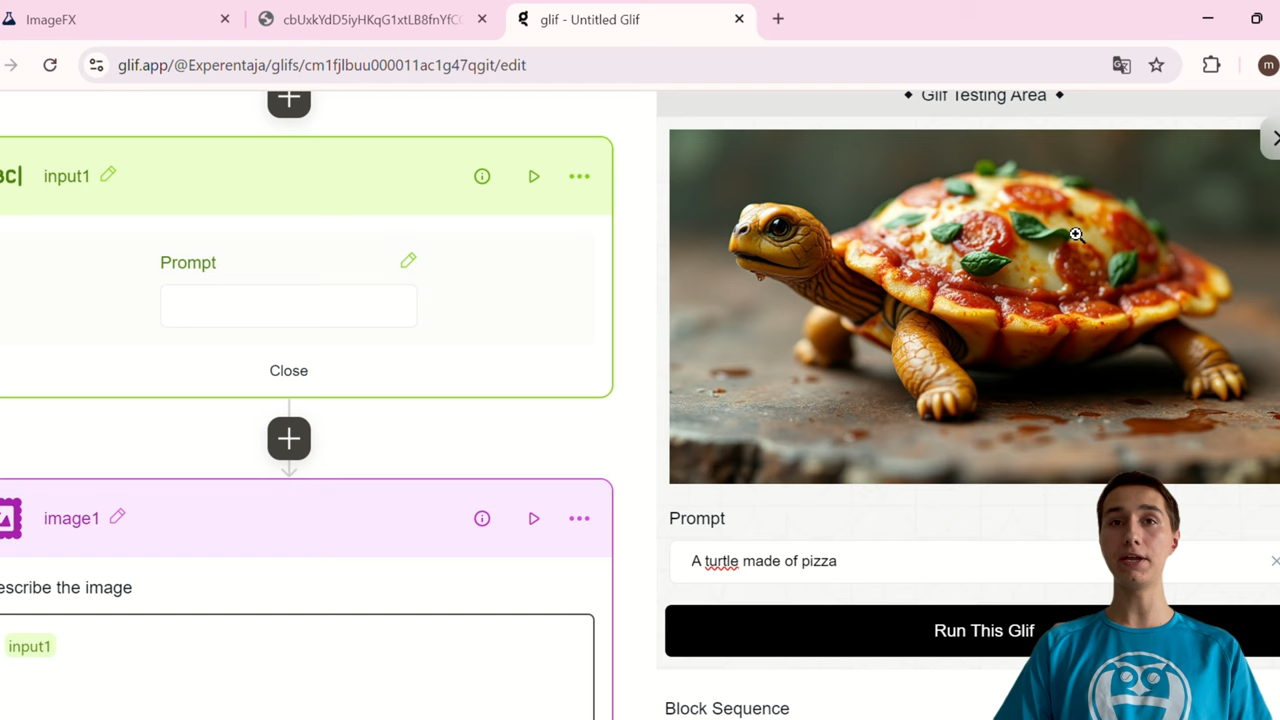 ImageFX
glif - Untitled Glif
glif.app/@Experentaja/glifs/cm1fjlbuu000011ac1g47qgit/edit
m
Glif Testing Area
input1
Prompt
Close
image1
escribe the image
input1
Prompt
A turtle made of pizza
Run This Glif
Block Sequence